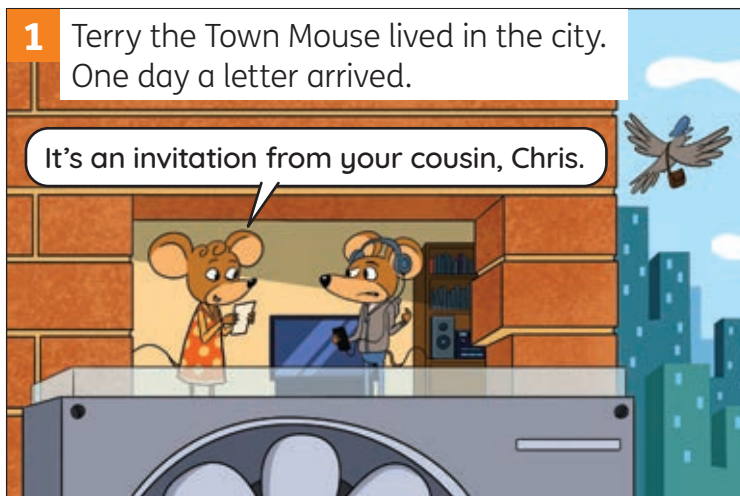 1
Terry the Town Mouse lived in the city.
One day a letter arrived.
It's an invitation from your cousin, Chris.